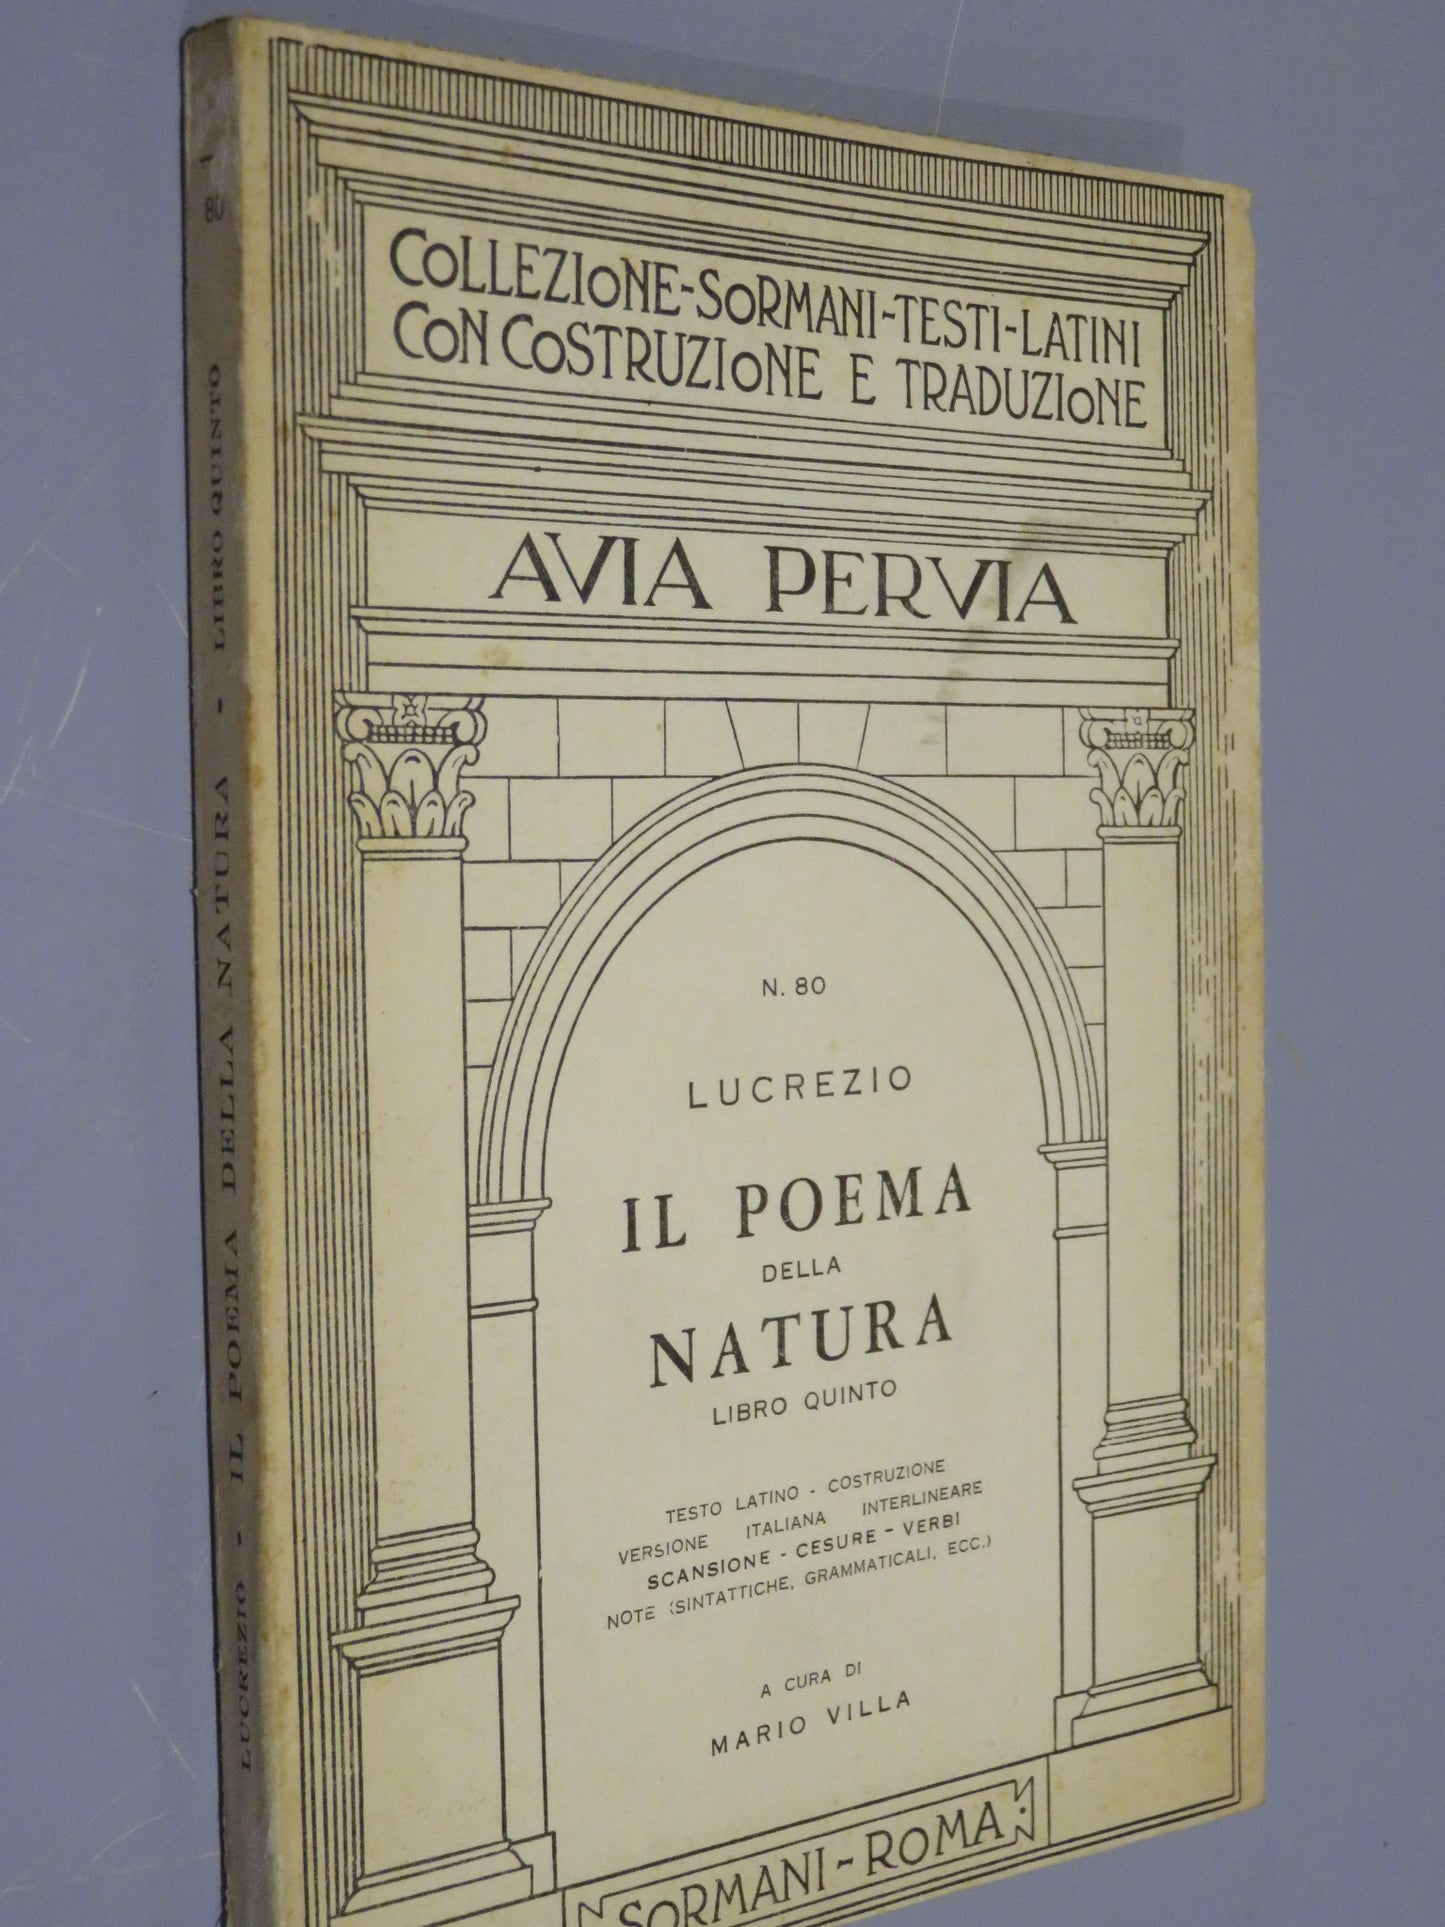 COLLEZIONE-SORMANI-TESTI-LATINI
CON COSTRUZIONE E TRADUZIONE
AVIA PERVIA
N. 80
LUCREZIO
IL POEMA
DELLA
NATURA
LIBRO QUINTO
TESTO LATINO - COSTRUZIONE
VERSIONE ITALIANA INTERLINEARE
SCANSIONE - CESURE - VERBI
NOTE (SINTATTICHE, GRAMMATICALI, ECC.)
A CURA DI
MARIO VILLA
SORMANI-ROMA
LUCREZIO - IL POEMA DELLA NATURA - LIBRO QUINTO 80